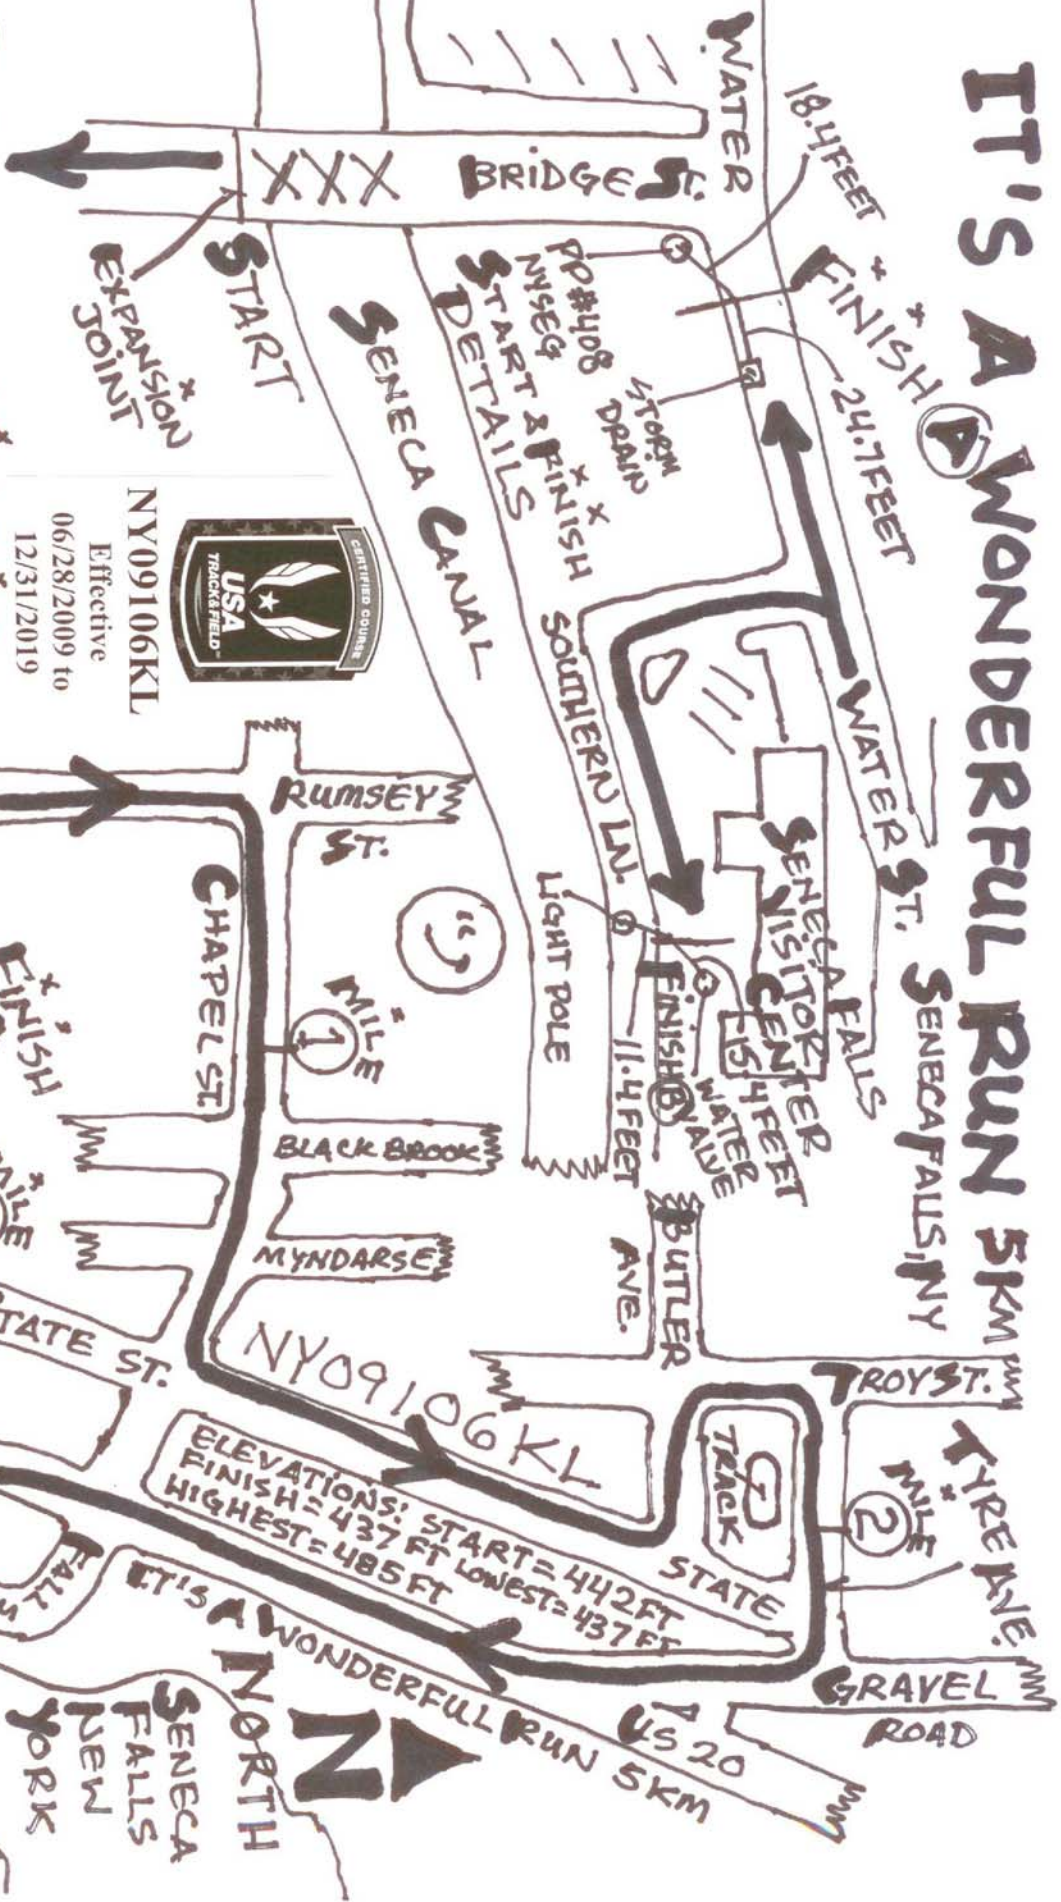 IT'S A WONDERFUL RUN 5KM
SENECA FALLS, NY
18.4 FEET
FINISH
A
24.7 FEET
WATER
WATER ST.
BRIDGE ST.
XXX
PP#408
NYSEG
STORM
DRAIN
START & FINISH
DETAILS
START
EXPANSION
JOINT
SENECA CANAL
SOUTHERN LN.
SENECA FALLS
VISITOR
CENTER
LIGHT POLE
FINISH B
15.4 FEET
WATER
VALVE
11.4 FEET
CERTIFIED COURSE
USA
TRACK&FIELD
NY09106KL
Effective
06/28/2009 to
12/31/2019
RUMSEY
ST.
CHAPEL ST.
MILE
1
BLACK BROOK
MYNDARSE
BUTLER
AVE.
TROY ST.
TYRE AVE.
MILE
2
TRACK
STATE
GRAVEL
ROAD
US 20
NY09106KL
ELEVATIONS: START = 442 FT
FINISH = 437 FT LOWEST = 437 FT
HIGHEST = 485 FT
IT'S A WONDERFUL RUN 5KM
FINISH
FALL
N
NORTH
SENECA
FALLS
NEW
YORK